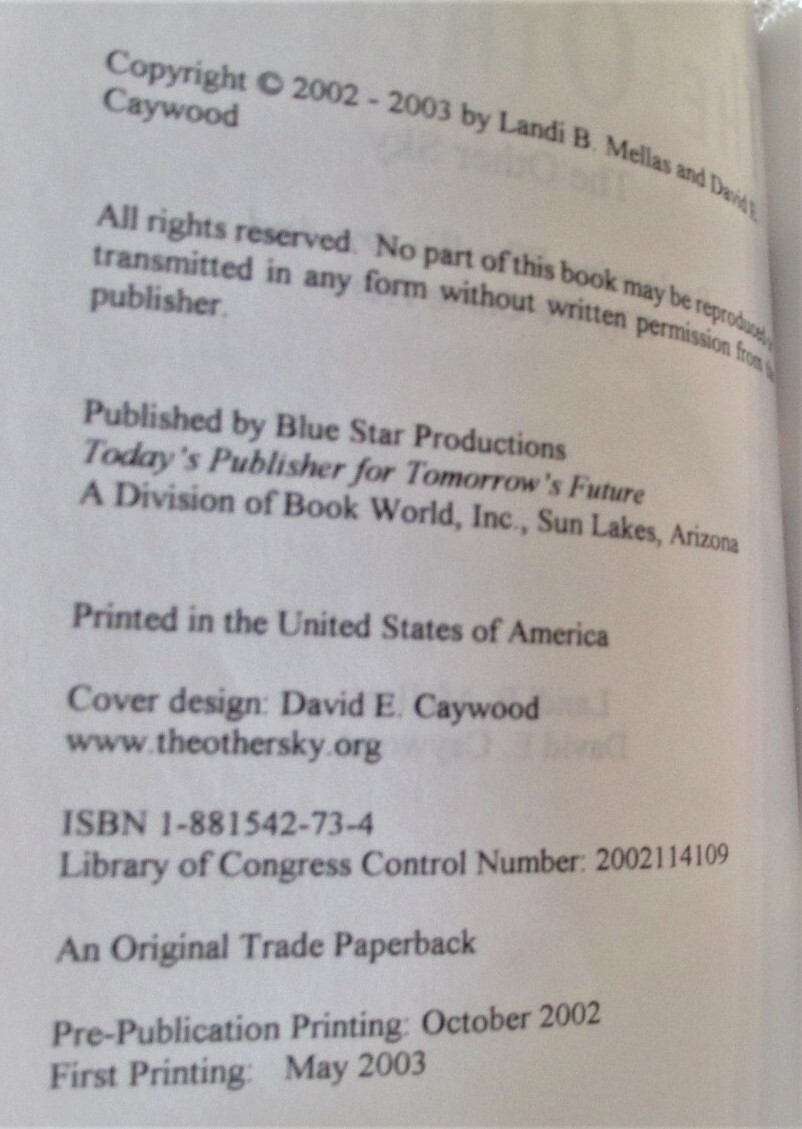 Copyright © 2002 - 2003 by Landi B. Mellas and David E.
Caywood
All rights reserved. No part of this book may be reproduced or
transmitted in any form without written permission from the
publisher.
Published by Blue Star Productions
Today's Publisher for Tomorrow's Future
A Division of Book World, Inc., Sun Lakes, Arizona
Printed in the United States of America
Cover design: David E. Caywood
www.theothersky.org
ISBN 1-881542-73-4
Library of Congress Control Number: 2002114109
An Original Trade Paperback
Pre-Publication Printing: October 2002
First Printing: May 2003